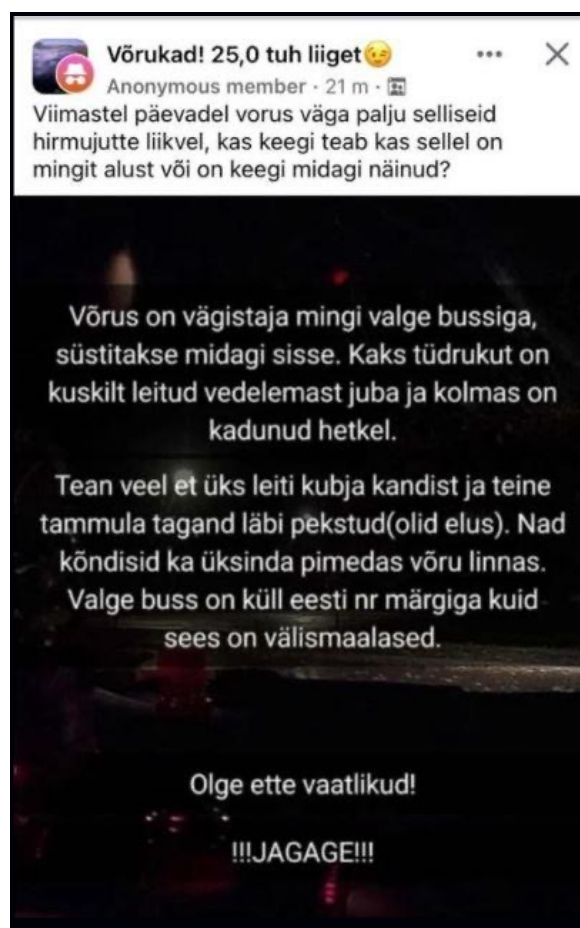 Võrukad! 25,0 tuh liiget😉
Anonymous member · 21 m ·
Viimastel päevadel vorus väga palju selliseid
hirmujutte liikvel, kas keegi teab kas sellel on
mingit alust või on keegi midagi näinud?
Võrus on vägistaja mingi valge bussiga,
süstitakse midagi sisse. Kaks tüdrukut on
kuskilt leitud vedelemast juba ja kolmas on
kadunud hetkel.
Tean veel et üks leiti kubja kandist ja teine
tammula tagand läbi pekstud(olid elus). Nad
kõndisid ka üksinda pimedas võru linnas.
Valge buss on küll eesti nr märgiga kuid
sees on välismaalased.
Olge ette vaatlikud!
!!!JAGAGE!!!